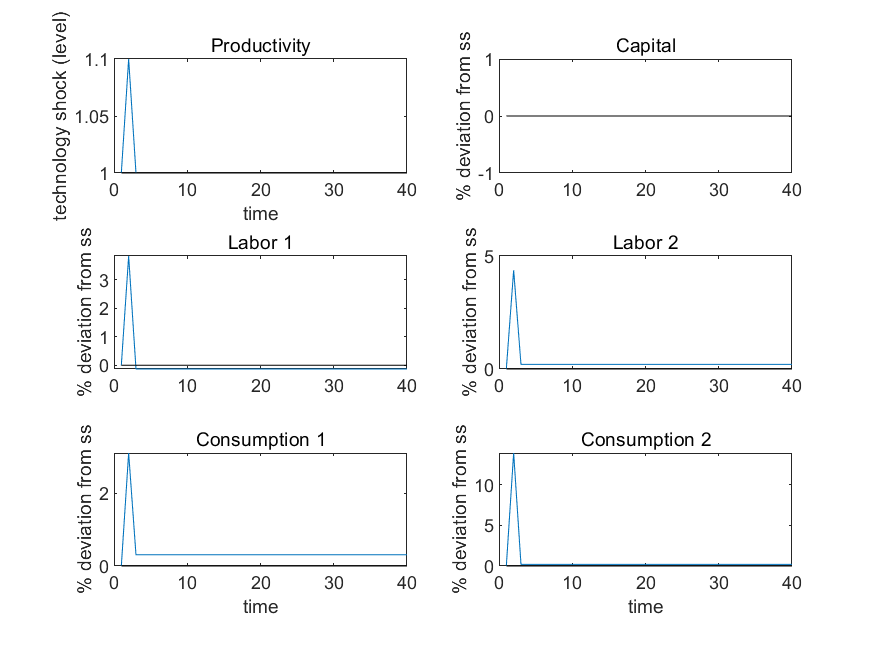 Productivity
technology shock (level)
1.1
1.05
1
0 10 20 30 40
time
Capital
% deviation from ss
1
0
-1
0 10 20 30 40
Labor 1
% deviation from ss
3
2
1
0
0 10 20 30 40
Labor 2
% deviation from ss
5
0
0 10 20 30 40
Consumption 1
% deviation from ss
2
0
0 10 20 30 40
time
Consumption 2
% deviation from ss
10
5
0
0 10 20 30 40
time